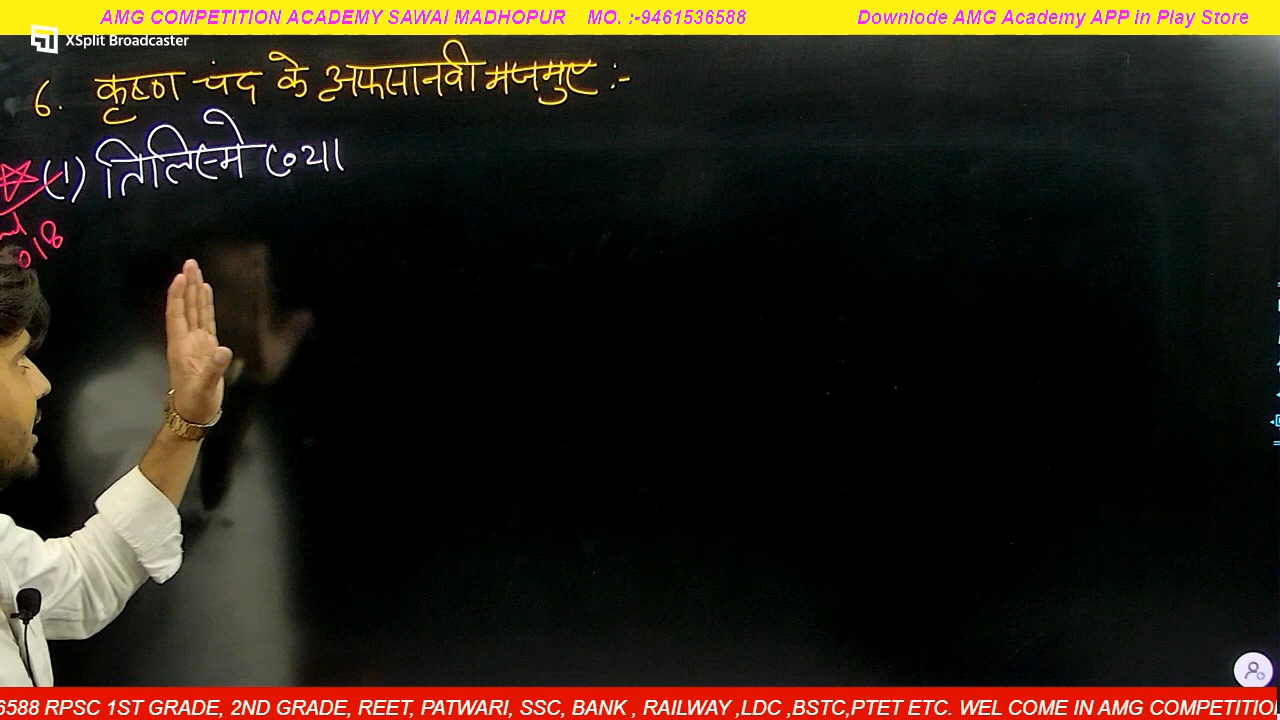 AMG COMPETITION ACADEMY SAWAI MADHOPUR MO. :-9461536588 Downlode AMG Academy APP in Play Store
XSplit Broadcaster
6. कृष्ण चंद के अफसानवी मजमुए :-
(1) तिलिस्मे
018
6588 RPSC 1ST GRADE, 2ND GRADE, REET, PATWARI, SSC, BANK , RAILWAY ,LDC ,BSTC,PTET ETC. WEL COME IN AMG COMPETITIO